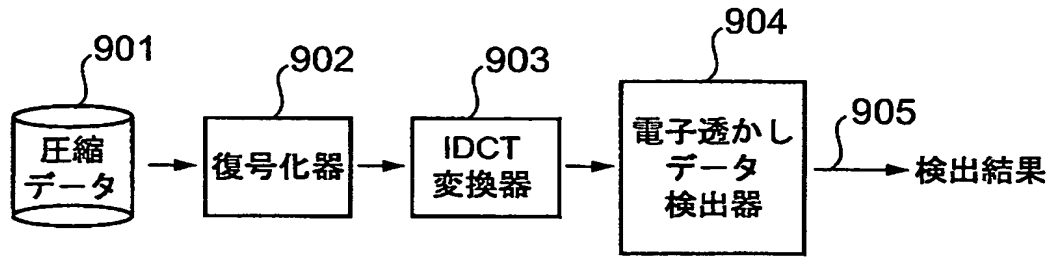 901
902
903
904
905
圧縮
データ
復号化器
IDCT
変換器
電子透かし
データ
検出器
検出結果